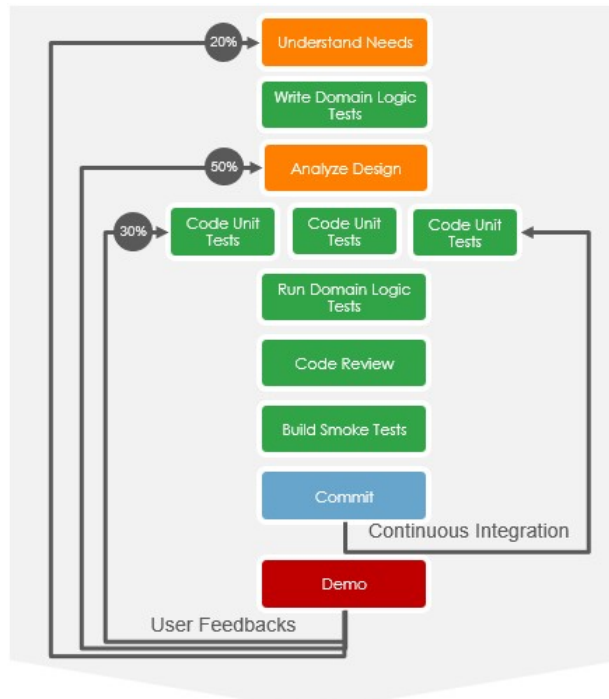 20%
Understand Needs
Write Domain Logic
Tests
50%
Analyze Design
30%
Code Unit
Tests
Code Unit
Tests
Code Unit
Tests
Run Domain Logic
Tests
Code Review
Build Smoke Tests
Commit
Continuous Integration
Demo
User Feedbacks